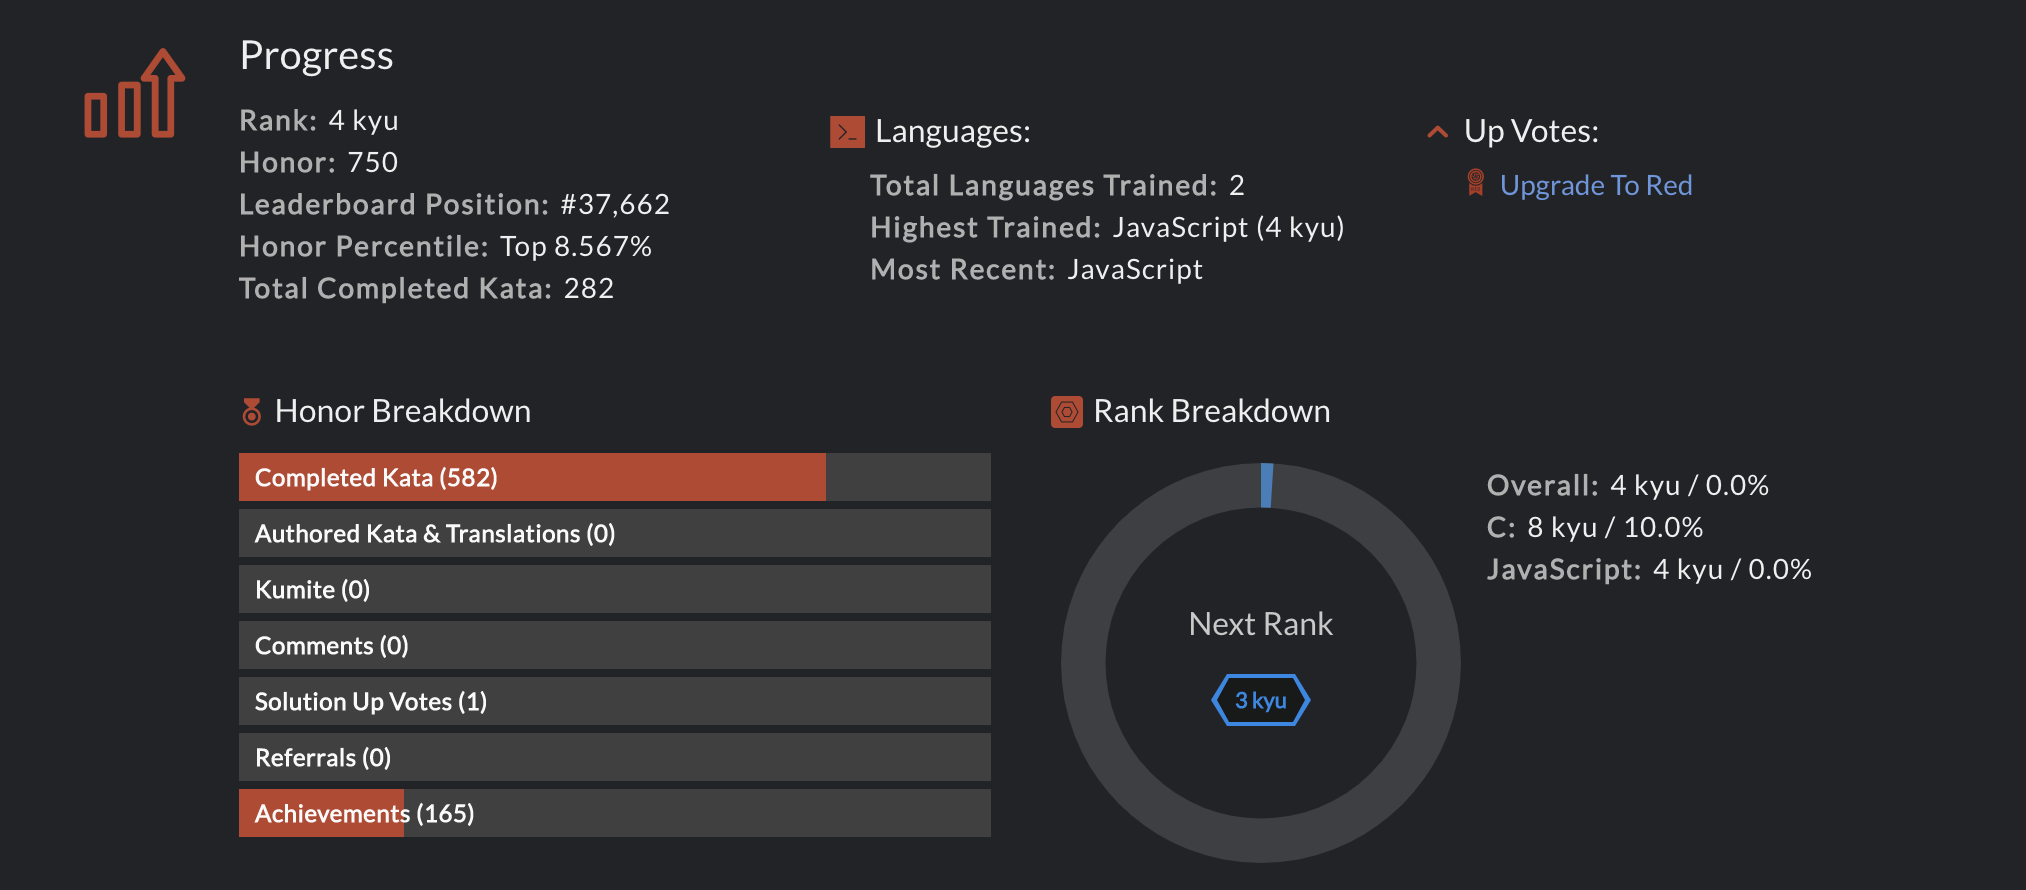 Progress
Rank: 4 kyu
Honor: 750
Leaderboard Position: #37,662
Honor Percentile: Top 8.567%
Total Completed Kata: 282
Languages:
Total Languages Trained: 2
Highest Trained: JavaScript (4 kyu)
Most Recent: JavaScript
Up Votes:
Upgrade To Red
Honor Breakdown
Completed Kata (582)
Authored Kata & Translations (0)
Kumite (0)
Comments (0)
Solution Up Votes (1)
Referrals (0)
Achievements (165)
Rank Breakdown
Next Rank
3 kyu
Overall: 4 kyu / 0.0%
C: 8 kyu / 10.0%
JavaScript: 4 kyu / 0.0%